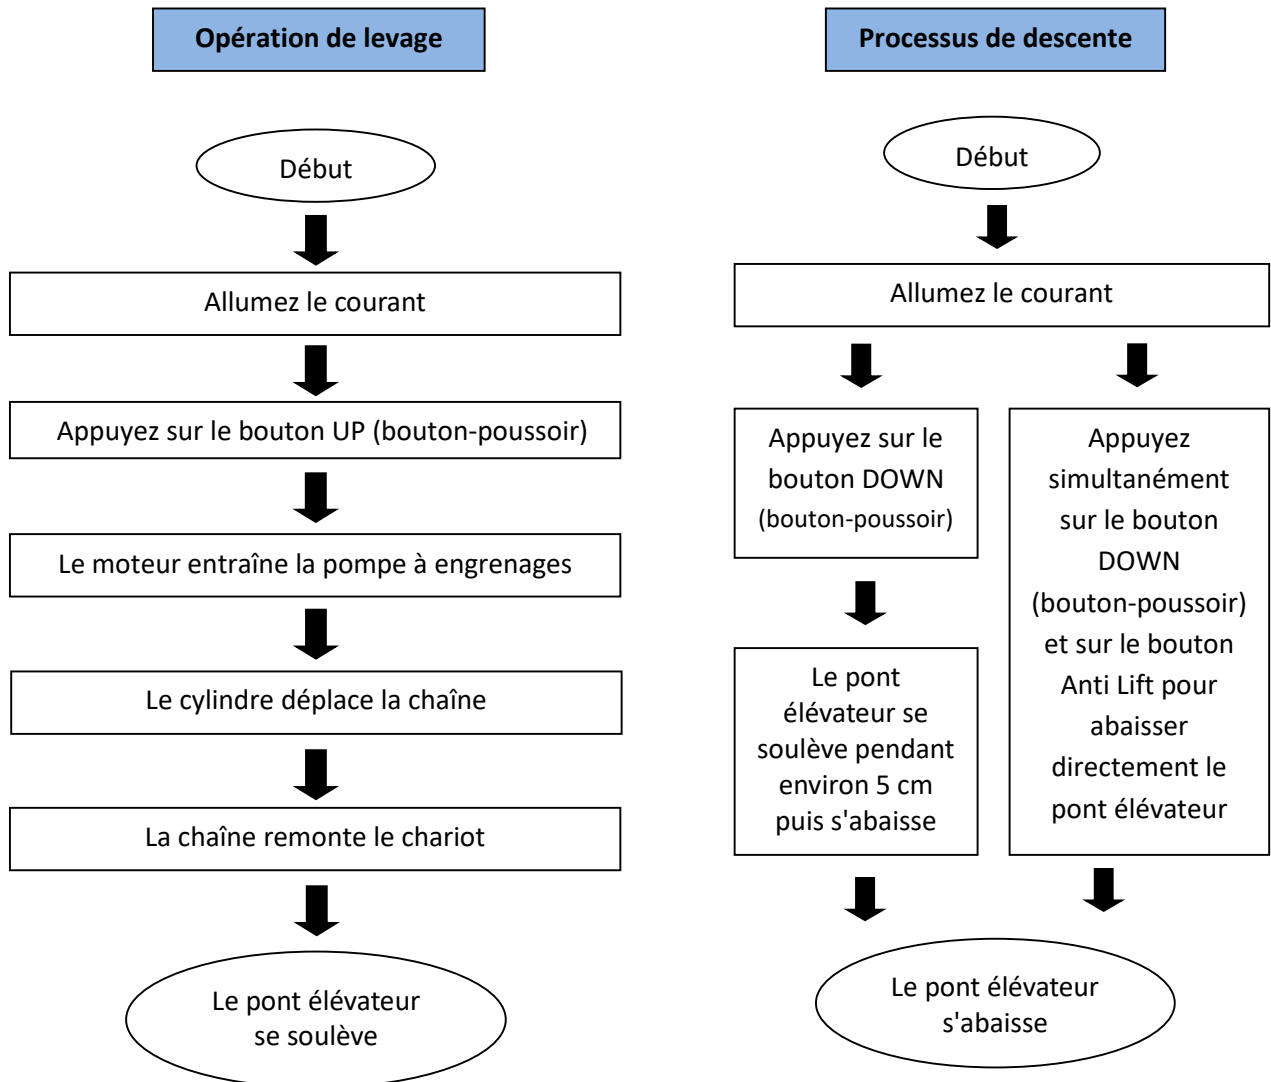 Opération de levage
Début
Allumez le courant
Appuyez sur le bouton UP (bouton-poussoir)
Le moteur entraîne la pompe à engrenages
Le cylindre déplace la chaîne
La chaîne remonte le chariot
Le pont élévateur
se soulève
Processus de descente
Début
Allumez le courant
Appuyez sur le
bouton DOWN
(bouton-poussoir)
Le pont
élévateur se
soulève pendant
environ 5 cm
puis s'abaisse
Appuyez
simultanément
sur le bouton
DOWN
(bouton-poussoir)
et sur le bouton
Anti Lift pour
abaisser
directement le
pont élévateur
Le pont élévateur
s'abaisse